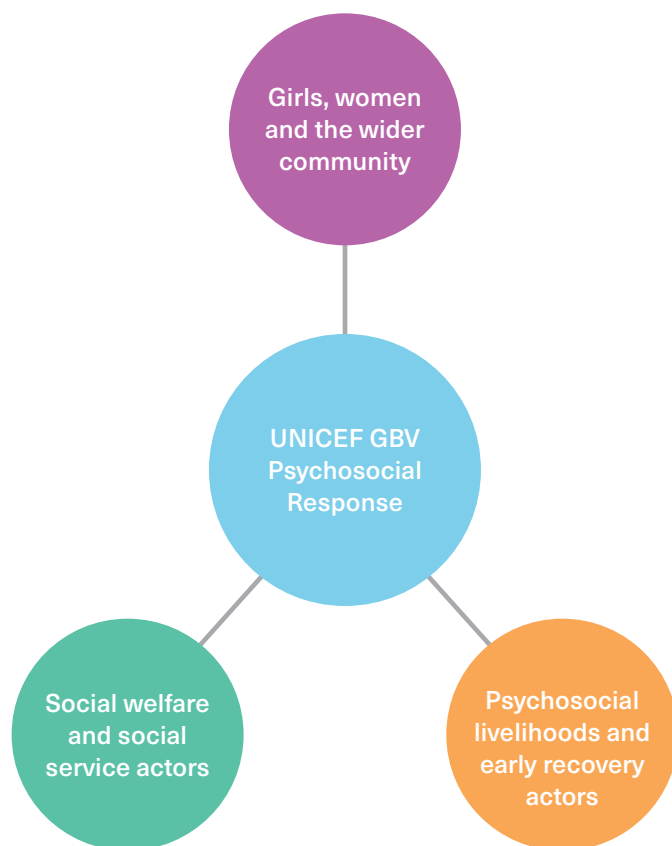 Girls, women
and the wider
community
UNICEF GBV
Psychosocial
Response
Social welfare
and social
service actors
Psychosocial
livelihoods and
early recovery
actors